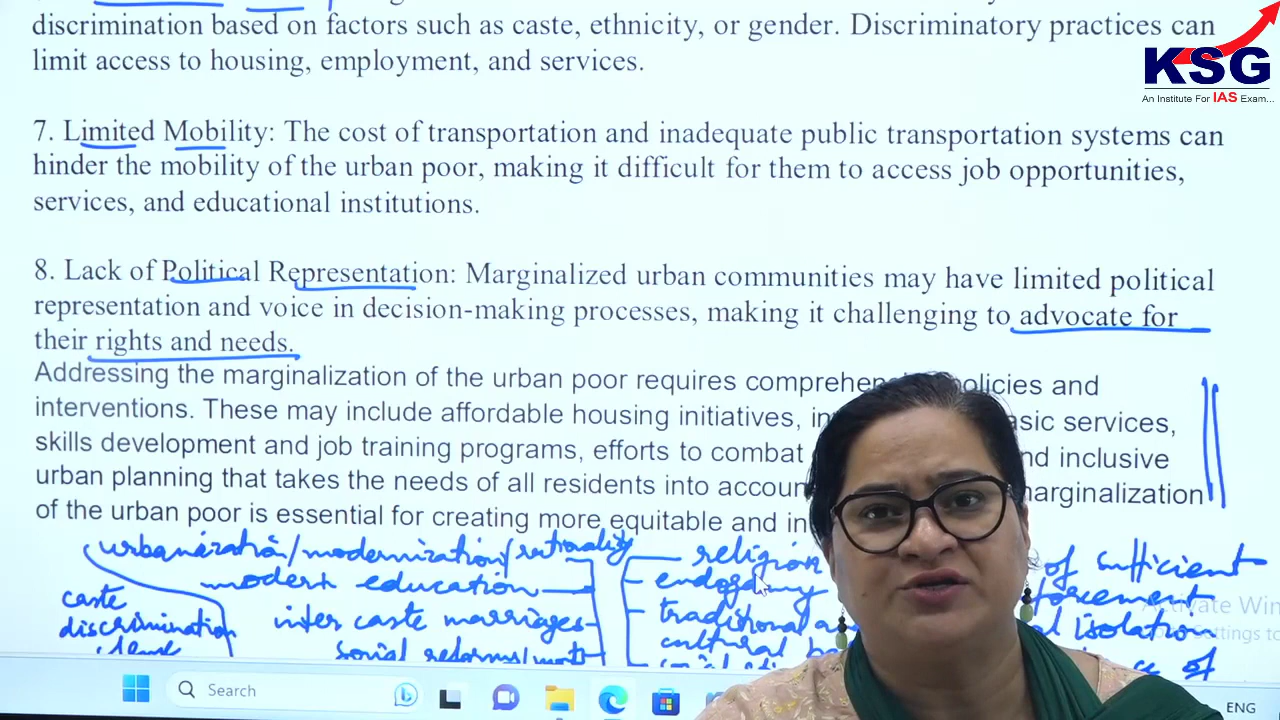 discrimination based on factors such as caste, ethnicity, or gender. Discriminatory practices can
limit access to housing, employment, and services.
KSG
An Institute For IAS Exam...
7. Limited Mobility: The cost of transportation and inadequate public transportation systems can
hinder the mobility of the urban poor, making it difficult for them to access job opportunities,
services, and educational institutions.
8. Lack of Political Representation: Marginalized urban communities may have limited political
representation and voice in decision-making processes, making it challenging to advocate for
their rights and needs.
Addressing the marginalization of the urban poor requires comprehen policies and
interventions. These may include affordable housing initiatives, asic services,
skills development and job training programs, efforts to combat nd inclusive
urban planning that takes the needs of all residents into accoun marginalization
of the urban poor is essential for creating more equitable and in
urbanization/modernization/rationality religion of sufficient
modern education endogamy forcement
Activate Win
caste inter caste marriages traditional a l isolation
Settings to
discrimination cultural
social reforms/ ce of
Search
ENG